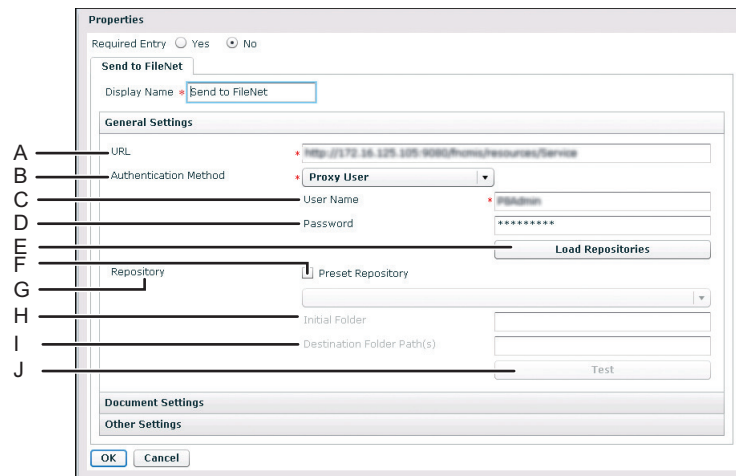 Properties
Required Entry Yes No
Send to FileNet
Display Name * Send to FileNet
General Settings
A URL *
B Authentication Method * Proxy User
C User Name *
D Password *********
E Load Repositories
F Preset Repository
G Repository
H Initial Folder
I Destination Folder Path(s)
J Test
Document Settings
Other Settings
OK Cancel